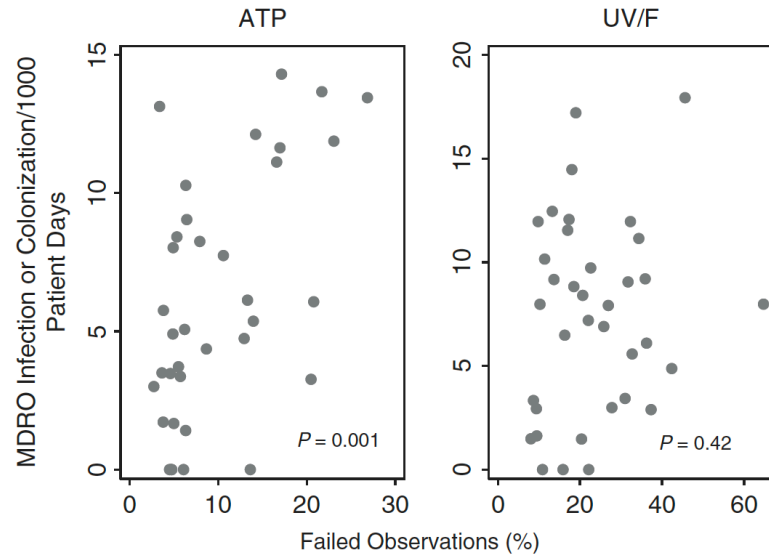 ATP
UV/F
MDRO Infection or Colonization/1000
Patient Days
15
10
5
0
0
10
20
30
P = 0.001
20
15
10
5
0
0
20
40
60
P = 0.42
Failed Observations (%)